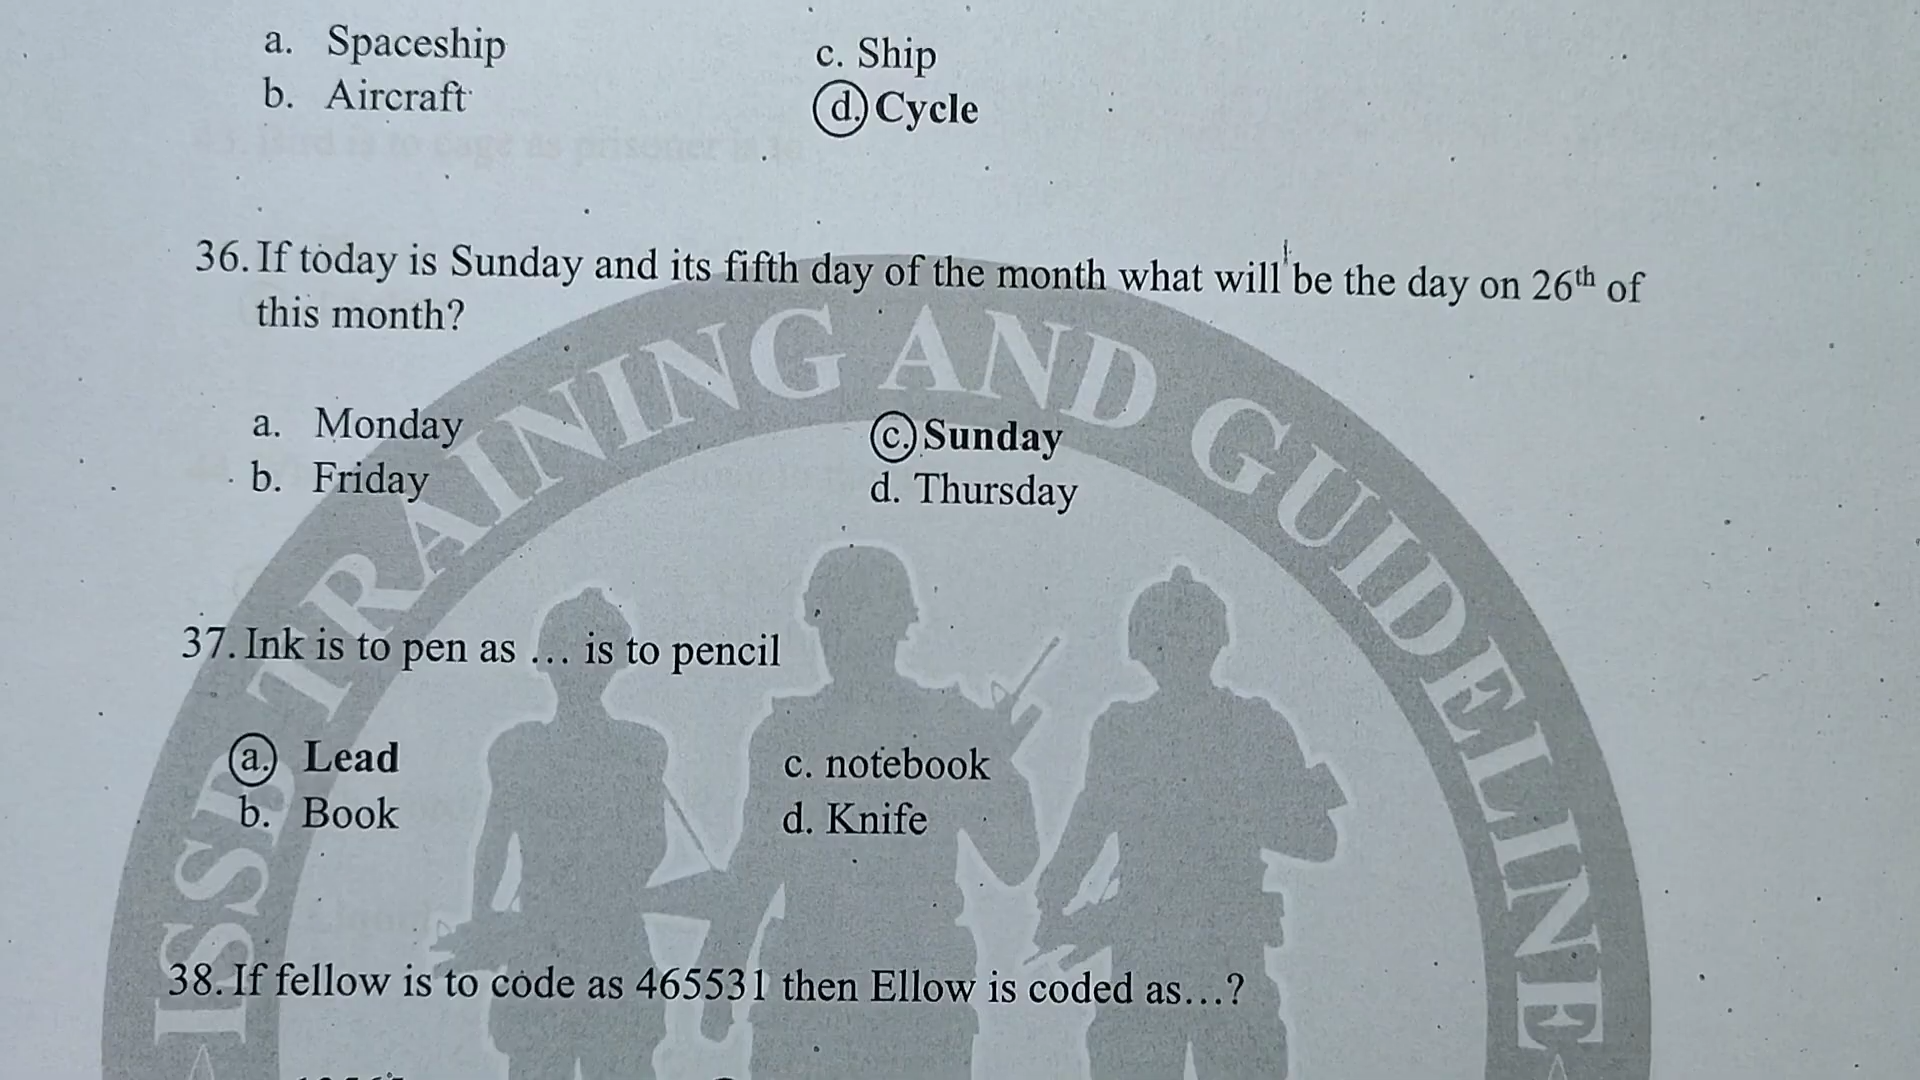 a. Spaceship
c. Ship
b. Aircraft
d. Cycle
36. If today is Sunday and its fifth day of the month what will be the day on 26th of
this month?
a. Monday
c. Sunday
b. Friday
d. Thursday
37. Ink is to pen as ... is to pencil
a. Lead
c. notebook
b. Book
d. Knife
38. If fellow is to code as 465531 then Ellow is coded as...?
ISSB TRAINING AND GUIDELINE